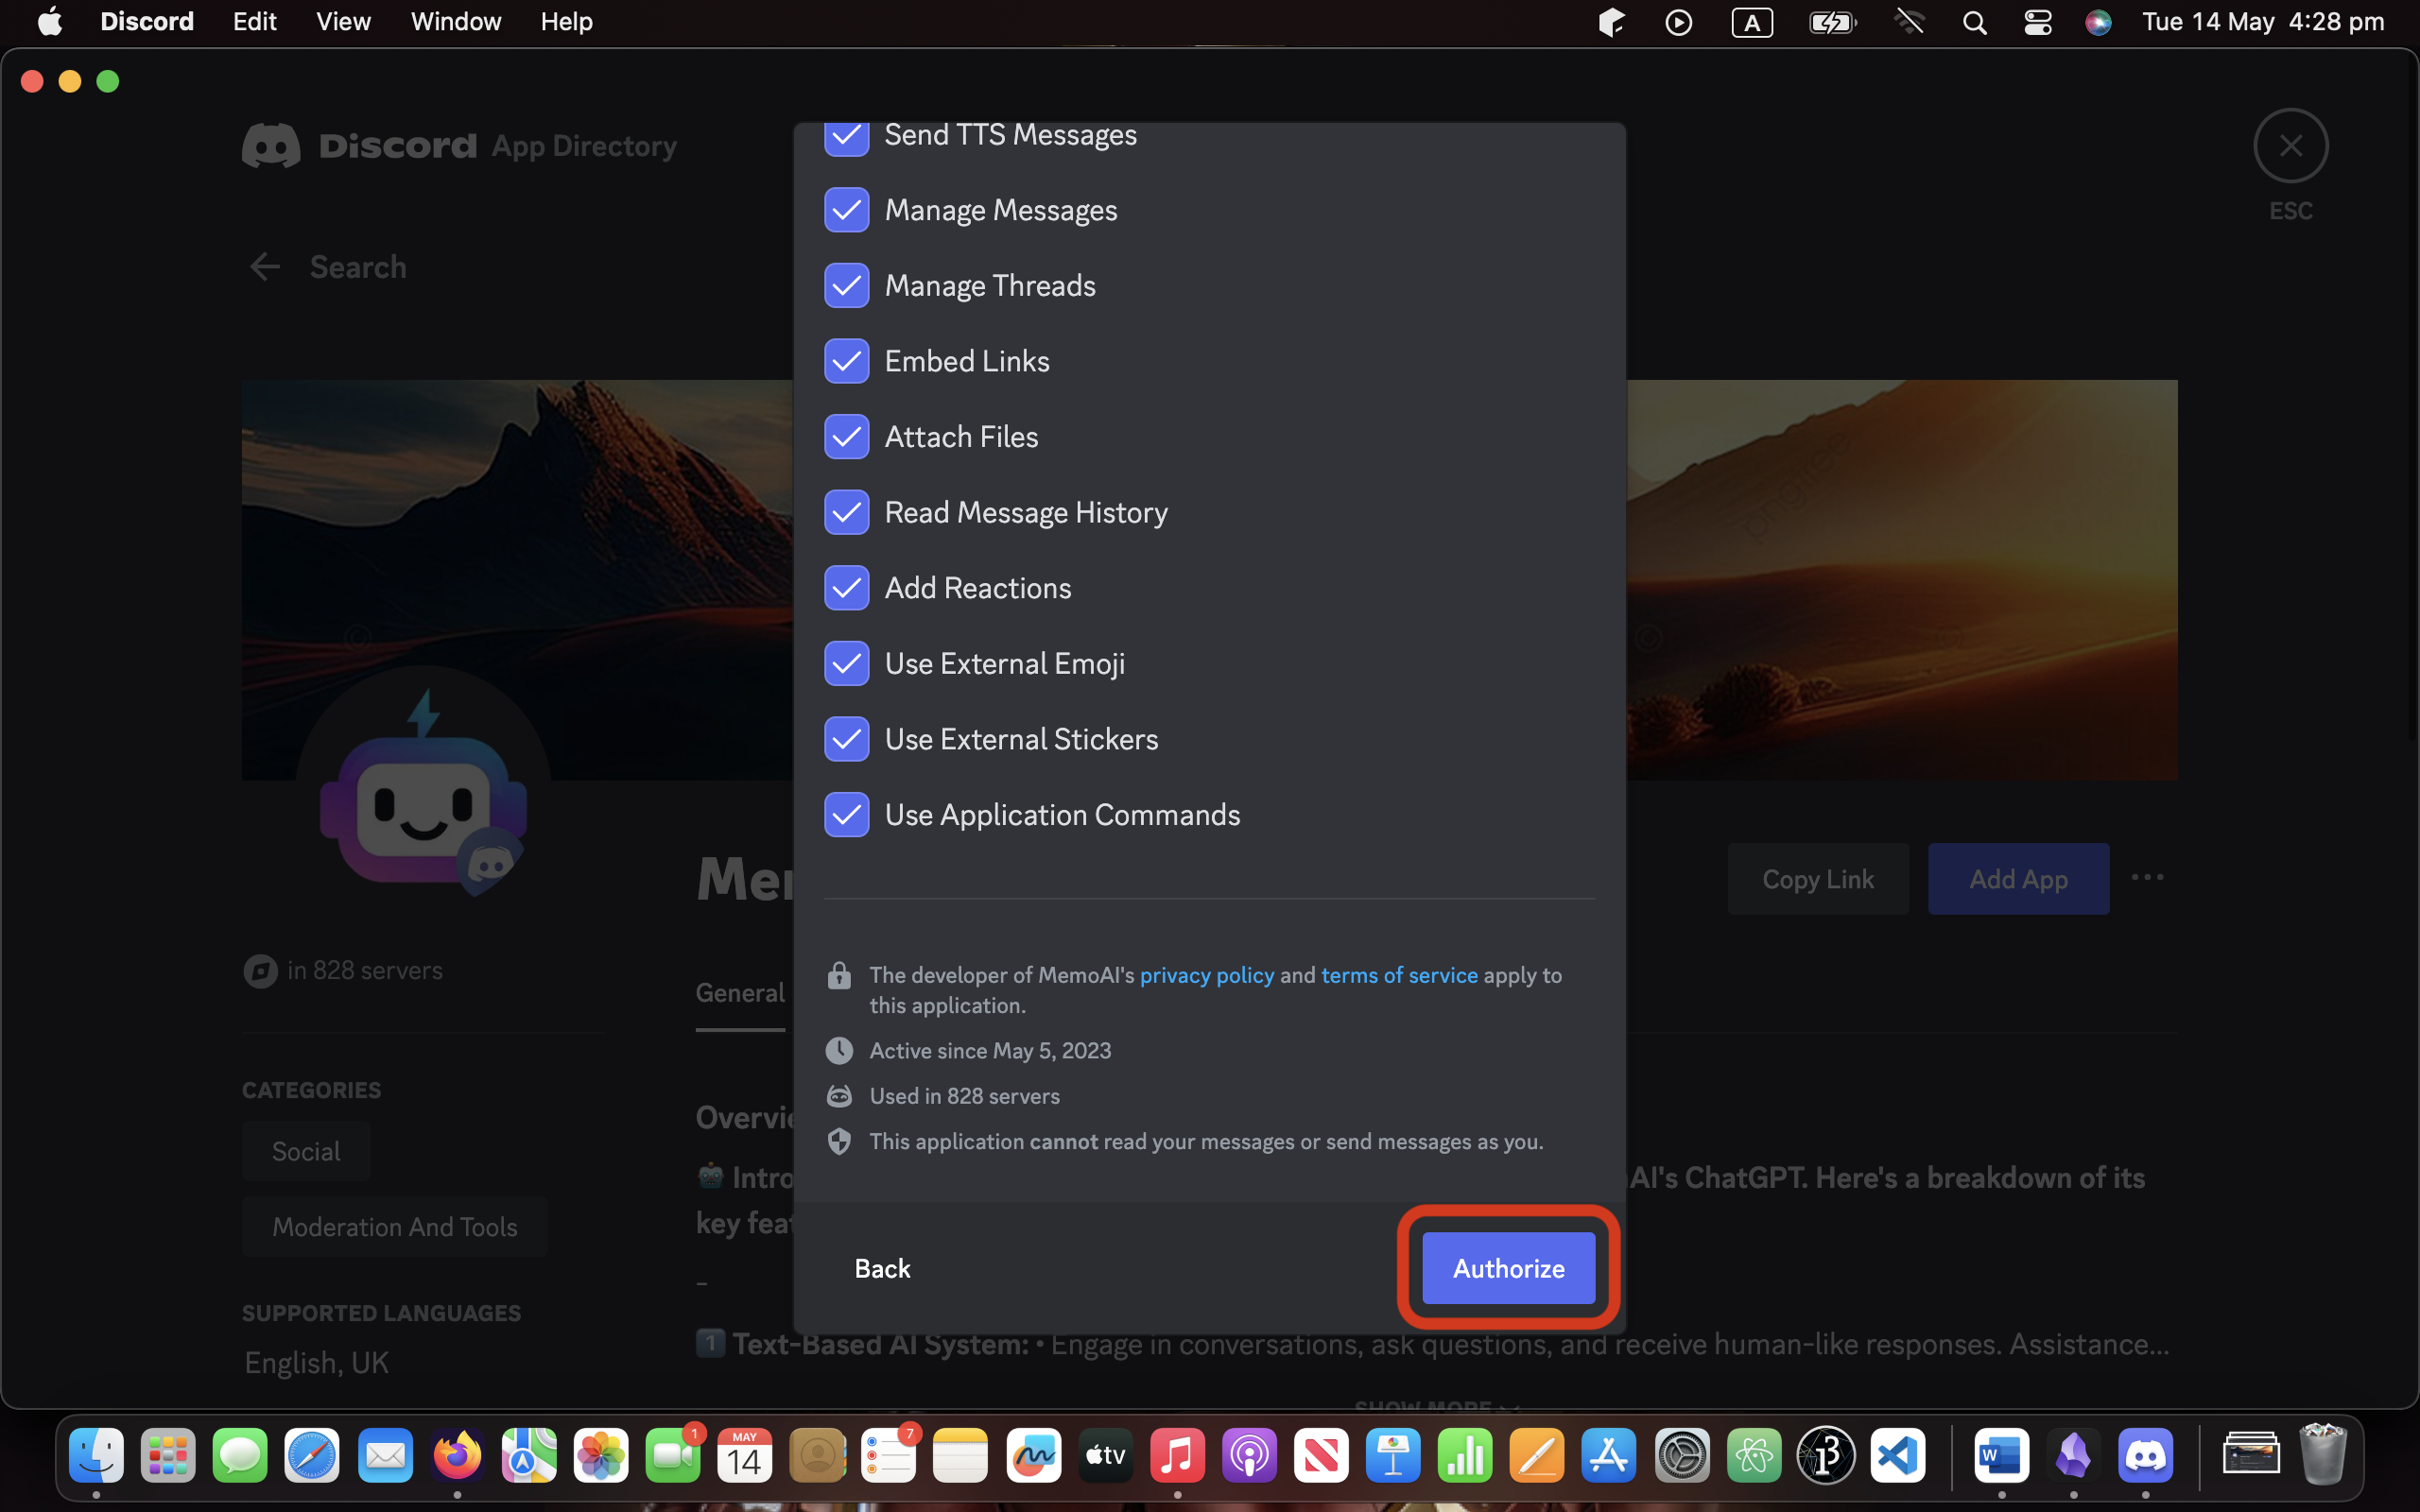 Discord Edit View Window Help
A
Tue 14 May 4:28 pm
Discord App Directory
ESC
Search
Send TTS Messages
Manage Messages
Manage Threads
Embed Links
Attach Files
Read Message History
Add Reactions
Use External Emoji
Use External Stickers
Use Application Commands
pngtree
Copy Link
Add App
in 828 servers
General
The developer of MemoAI's privacy policy and terms of service apply to
this application.
Active since May 5, 2023
Used in 828 servers
This application cannot read your messages or send messages as you.
CATEGORIES
Social
Moderation And Tools
SUPPORTED LANGUAGES
English, UK
AI's ChatGPT. Here's a breakdown of its
key
Back
Authorize
1 Text-Based AI System: • Engage in conversations, ask questions, and receive human-like responses. Assistance...
SHOW MORE
1
MAY
14
7
tv
13
W